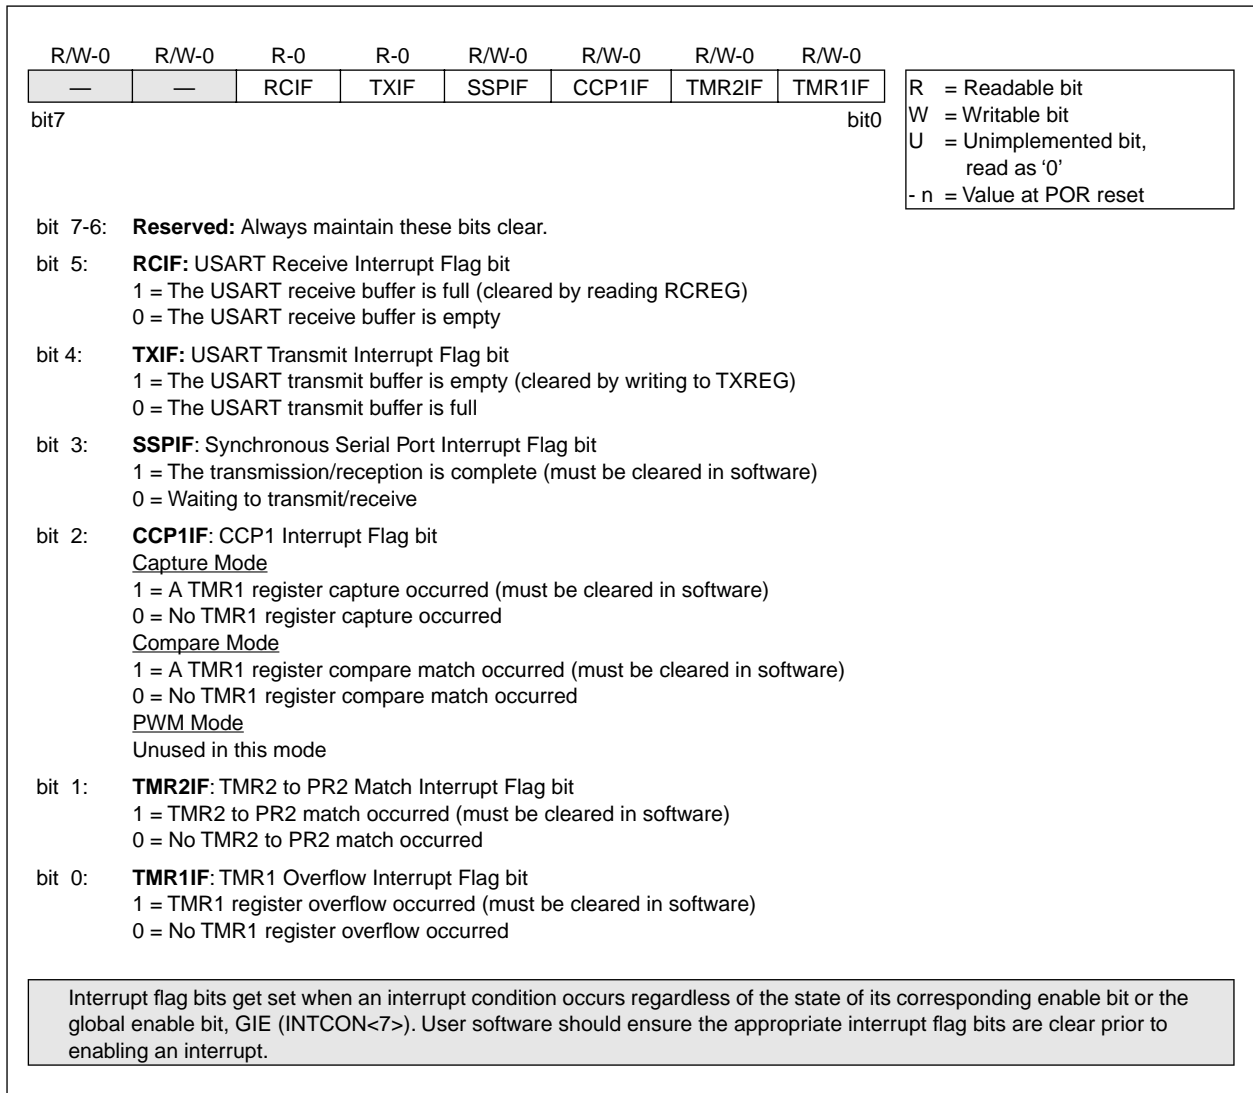 R/W-0 R/W-0 R-0 R-0 R/W-0 R/W-0 R/W-0 R/W-0
— — RCIF TXIF SSPIF CCP1IF TMR2IF TMR1IF
bit7 bit0
R = Readable bit
W = Writable bit
U = Unimplemented bit,
read as ‘0’
- n = Value at POR reset
bit 7-6: Reserved: Always maintain these bits clear.
bit 5: RCIF: USART Receive Interrupt Flag bit
1 = The USART receive buffer is full (cleared by reading RCREG)
0 = The USART receive buffer is empty
bit 4: TXIF: USART Transmit Interrupt Flag bit
1 = The USART transmit buffer is empty (cleared by writing to TXREG)
0 = The USART transmit buffer is full
bit 3: SSPIF: Synchronous Serial Port Interrupt Flag bit
1 = The transmission/reception is complete (must be cleared in software)
0 = Waiting to transmit/receive
bit 2: CCP1IF: CCP1 Interrupt Flag bit
Capture Mode
1 = A TMR1 register capture occurred (must be cleared in software)
0 = No TMR1 register capture occurred
Compare Mode
1 = A TMR1 register compare match occurred (must be cleared in software)
0 = No TMR1 register compare match occurred
PWM Mode
Unused in this mode
bit 1: TMR2IF: TMR2 to PR2 Match Interrupt Flag bit
1 = TMR2 to PR2 match occurred (must be cleared in software)
0 = No TMR2 to PR2 match occurred
bit 0: TMR1IF: TMR1 Overflow Interrupt Flag bit
1 = TMR1 register overflow occurred (must be cleared in software)
0 = No TMR1 register overflow occurred
Interrupt flag bits get set when an interrupt condition occurs regardless of the state of its corresponding enable bit or the
global enable bit, GIE (INTCON<7>). User software should ensure the appropriate interrupt flag bits are clear prior to
enabling an interrupt.